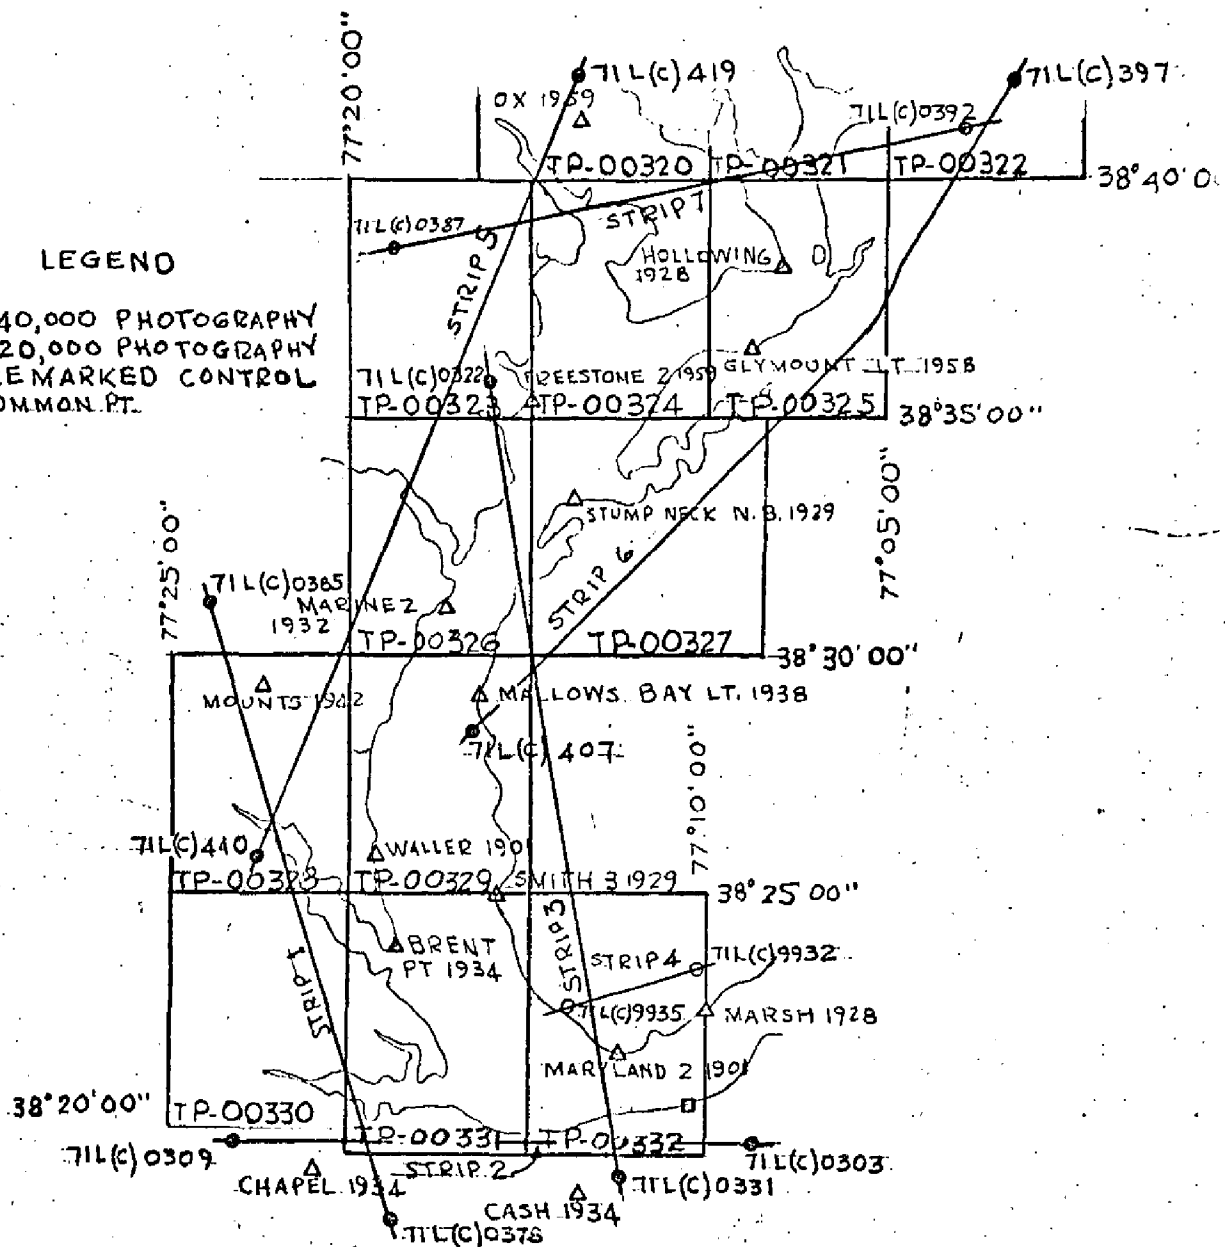 77°20'00"
71L(C)419
71L(C)397
OX 1959
71L(C)0392
TP-00320
TP-00321
TP-00322
38°40'0
71L(C)0387
STRIP 7
STRIP 5
HOLLOWING
1928
LEGEND
40,000 PHOTOGRAPHY
20,000 PHOTOGRAPHY
EMARKED CONTROL
OMMON PT.
71L(C)0322
FREESTONE 2 1959
GLYMOUNT LT. 1958
TP-00323
TP-00324
TP-00325
38°35'00"
STUMP NECK N.B. 1929
77°05'00"
77°25'00"
STRIP 6
71L(C)0385
MARINE 2
1932
TP-00326
TP-00327
38°30'00"
MOUNTS 1942
MALLOWS BAY LT. 1938
71L(C)407
77°10'00"
71L(C)440
WALLER 1901
TP-00328
TP-00329
SMITH 3 1929
38°25'00"
BRENT
PT 1934
STRIP 1
STRIP 3
STRIP 4
71L(C)9932
71L(C)9935
MARSH 1928
MARYLAND 2 1901
38°20'00"
TP-00330
TP-00331
TP-00332
71L(C)0309
STRIP 2
71L(C)0303
CHAPEL 1934
71L(C)0331
CASH 1934
71L(C)0378